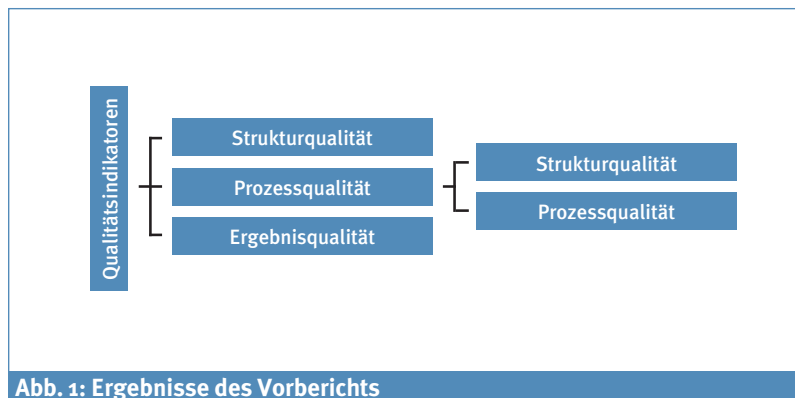 Qualitätsindikatoren
Strukturqualität
Prozessqualität
Ergebnisqualität
Strukturqualität
Prozessqualität
Abb. 1: Ergebnisse des Vorberichts